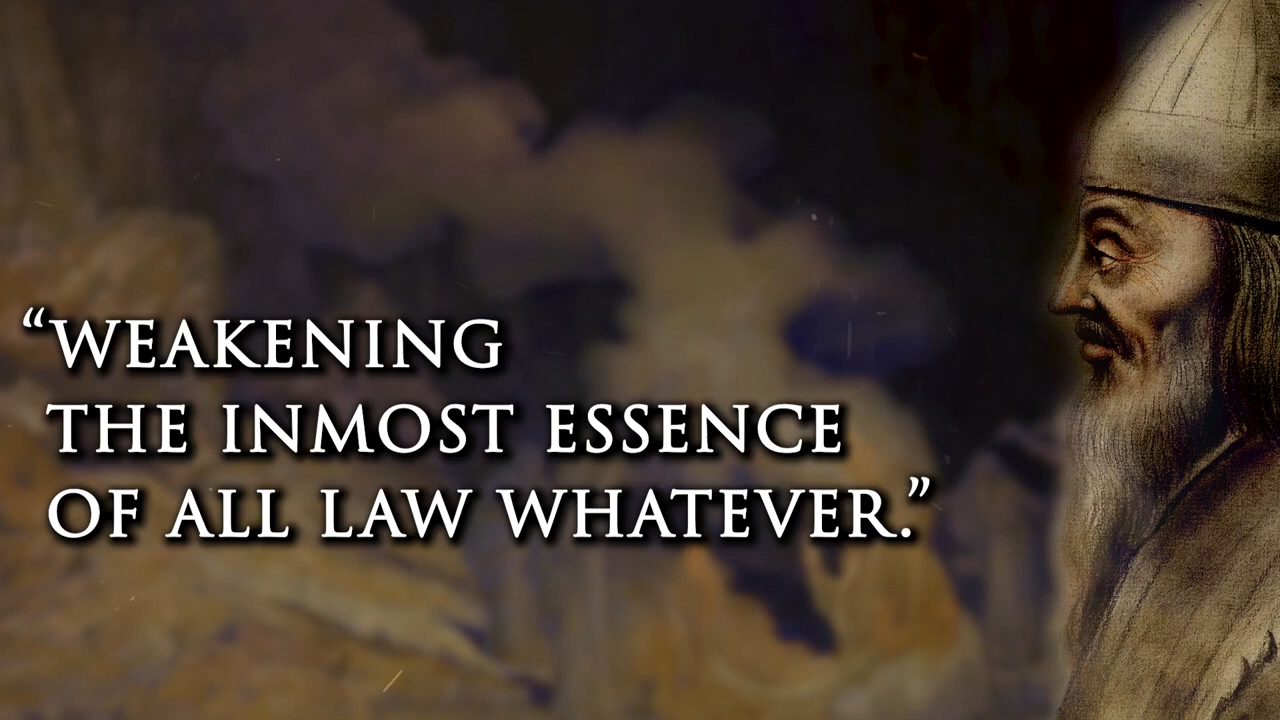 “WEAKENING
THE INMOST ESSENCE
OF ALL LAW WHATEVER.”